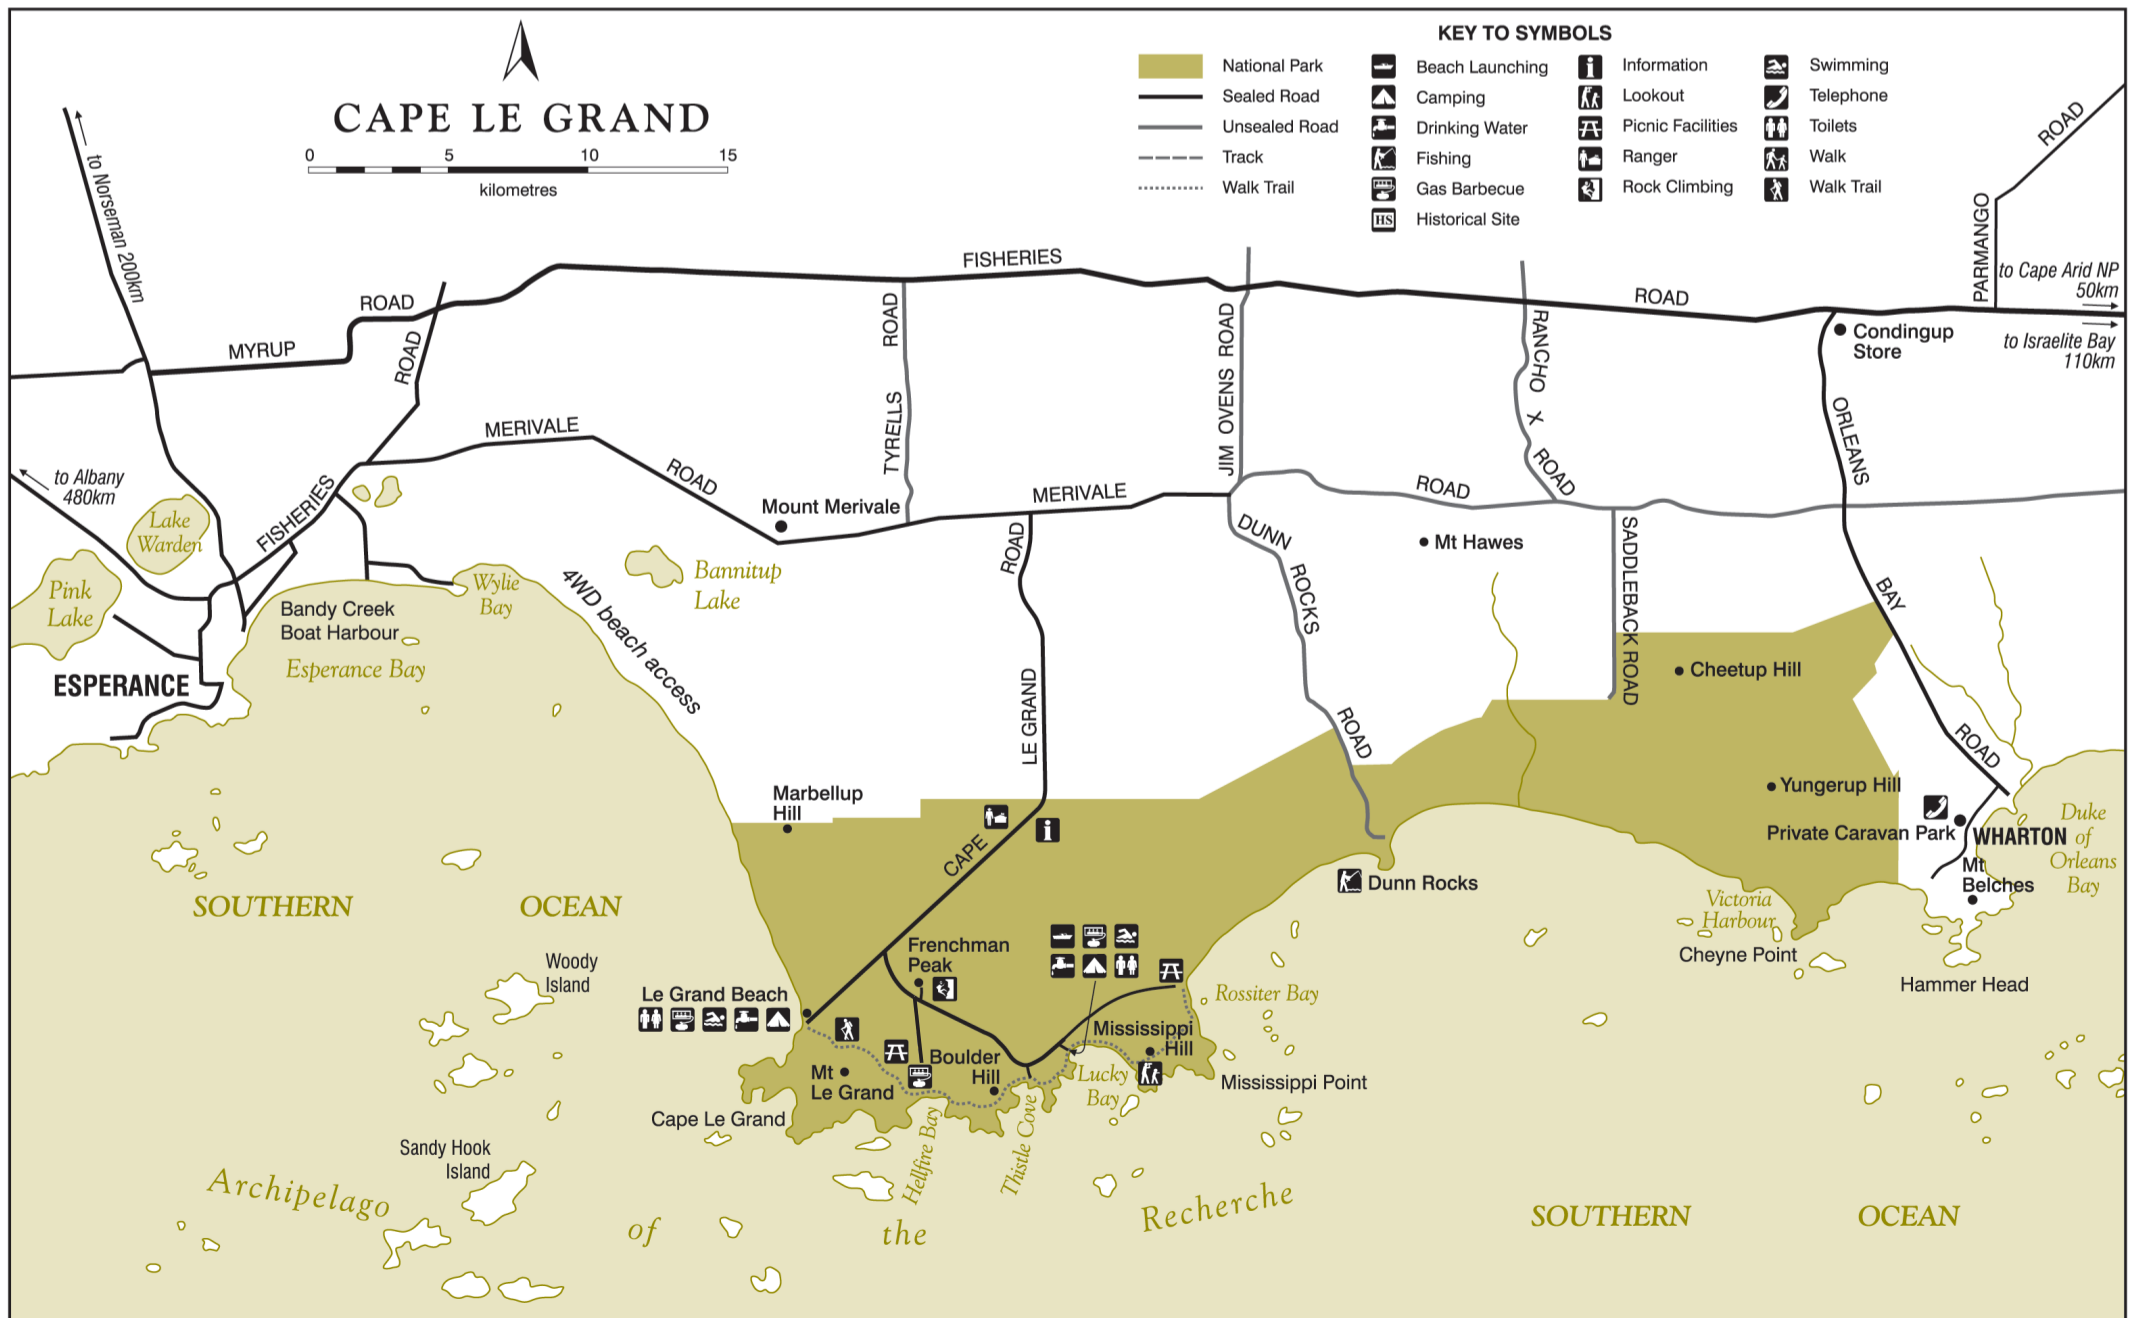 CAPE LE GRAND
0 5 10 15
kilometres
KEY TO SYMBOLS
National Park
Sealed Road
Unsealed Road
Track
Walk Trail
Beach Launching
Camping
Drinking Water
Fishing
Gas Barbecue
HS Historical Site
Information
Lookout
Picnic Facilities
Ranger
Rock Climbing
Swimming
Telephone
Toilets
Walk
Walk Trail
to Norseman 200km
MYRUP
ROAD
FISHERIES
ROAD
PARMANGO
ROAD
to Cape Arid NP
50km
to Israelite Bay
110km
Condingup
Store
ROAD
FISHERIES
TYRELLS
ROAD
JIM OVENS ROAD
RANCHO X ROAD
ORLEANS
BAY
ROAD
MERIVALE
ROAD
Mount Merivale
MERIVALE
ROAD
to Albany
480km
Lake
Warden
Pink
Lake
ESPERANCE
Bandy Creek
Boat Harbour
Esperance Bay
Wylie
Bay
4WD beach access
Bannitup
Lake
CAPE
LE GRAND
ROAD
DUNN
ROCKS
ROAD
Mt Hawes
SADDLEBACK ROAD
Cheetup Hill
Yungerup Hill
Private Caravan Park
WHARTON
Mt
Belches
Duke
of
Orleans
Bay
Marbellup
Hill
Dunn Rocks
Victoria
Harbour
Cheyne Point
Hammer Head
SOUTHERN OCEAN
Woody
Island
Frenchman
Peak
Le Grand Beach
Rossiter Bay
Mississippi
Hill
Mississippi Point
Boulder
Hill
Mt
Le Grand
Lucky
Bay
Cape Le Grand
Hellfire Bay
Thistle Cove
Sandy Hook
Island
Archipelago of the Recherche
SOUTHERN OCEAN